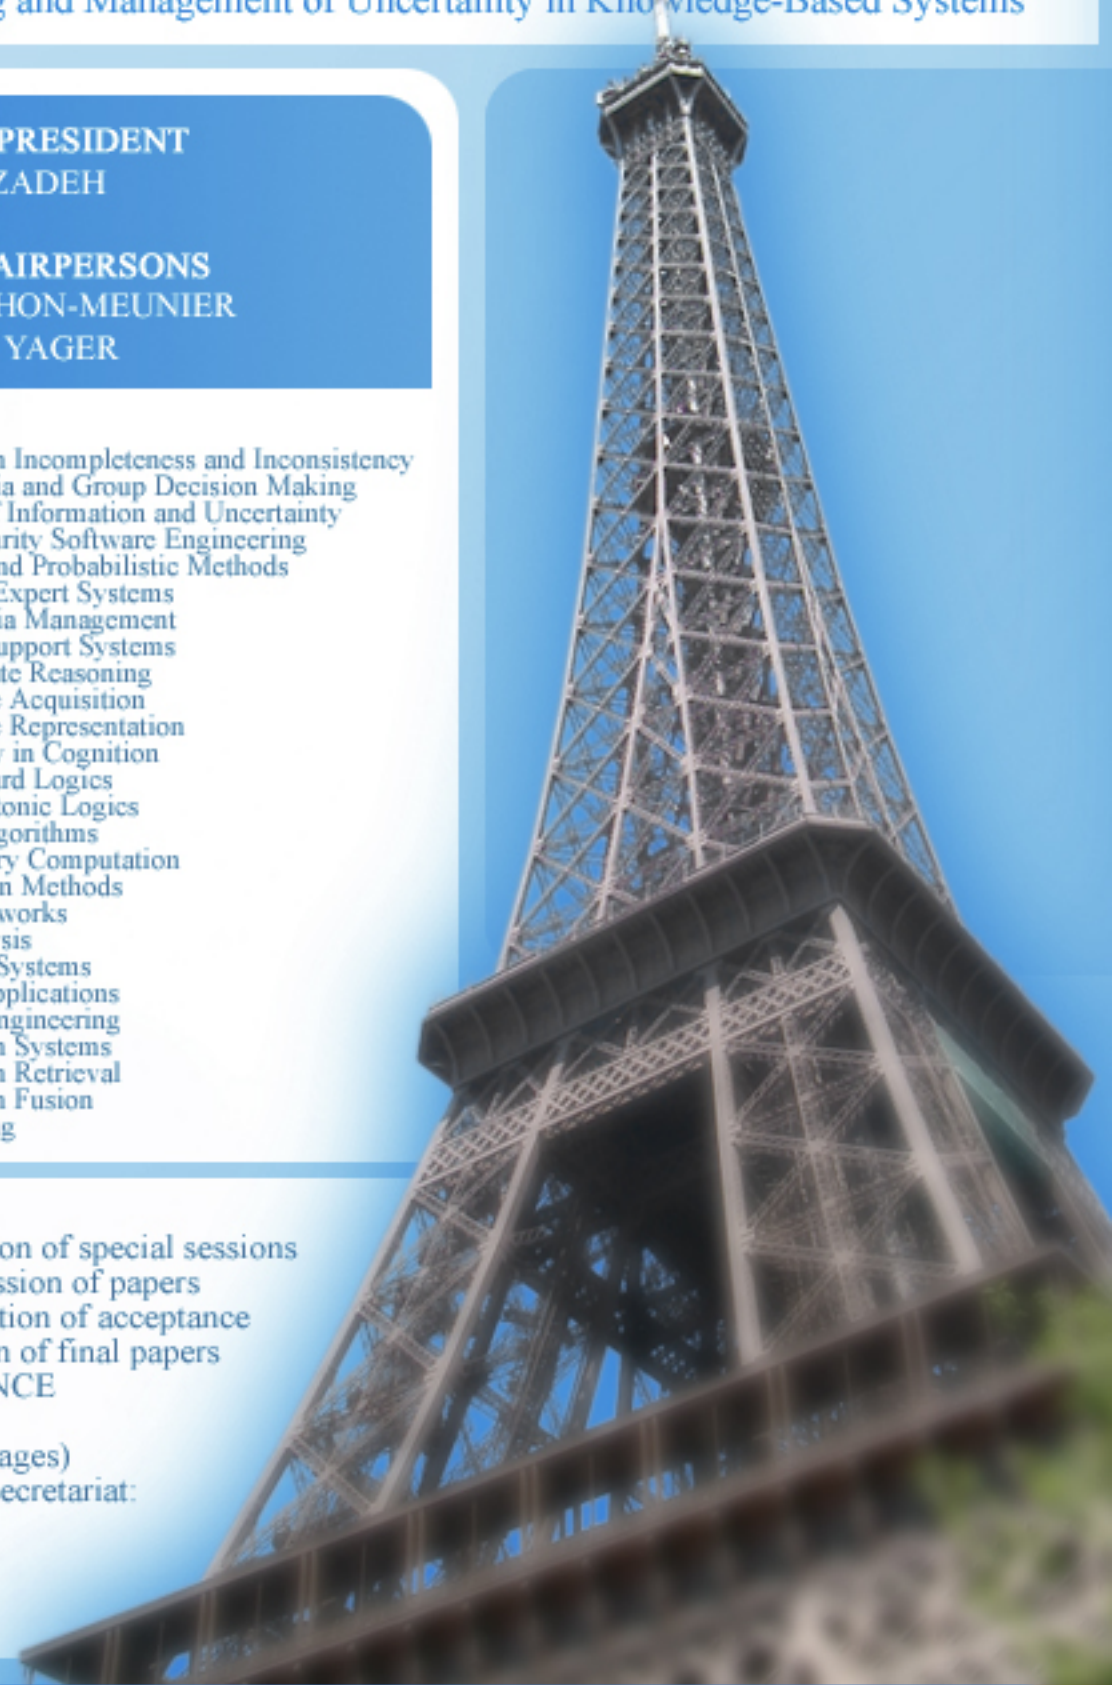 g and Management of Uncertainty in Knowledge-Based Systems
PRESIDENT
ZADEH
AIRPERSONS
HON-MEUNIER
YAGER
n Incompleteness and Inconsistency
ia and Group Decision Making
f Information and Uncertainty
rity Software Engineering
nd Probabilistic Methods
Expert Systems
ia Management
upport Systems
te Reasoning
e Acquisition
e Representation
y in Cognition
rd Logics
tonic Logics
gorithms
ry Computation
n Methods
works
sis
Systems
pplications
ngineering
n Systems
n Retrieval
n Fusion
g
on of special sessions
ssion of papers
tion of acceptance
n of final papers
NCE
ages)
ecretariat: